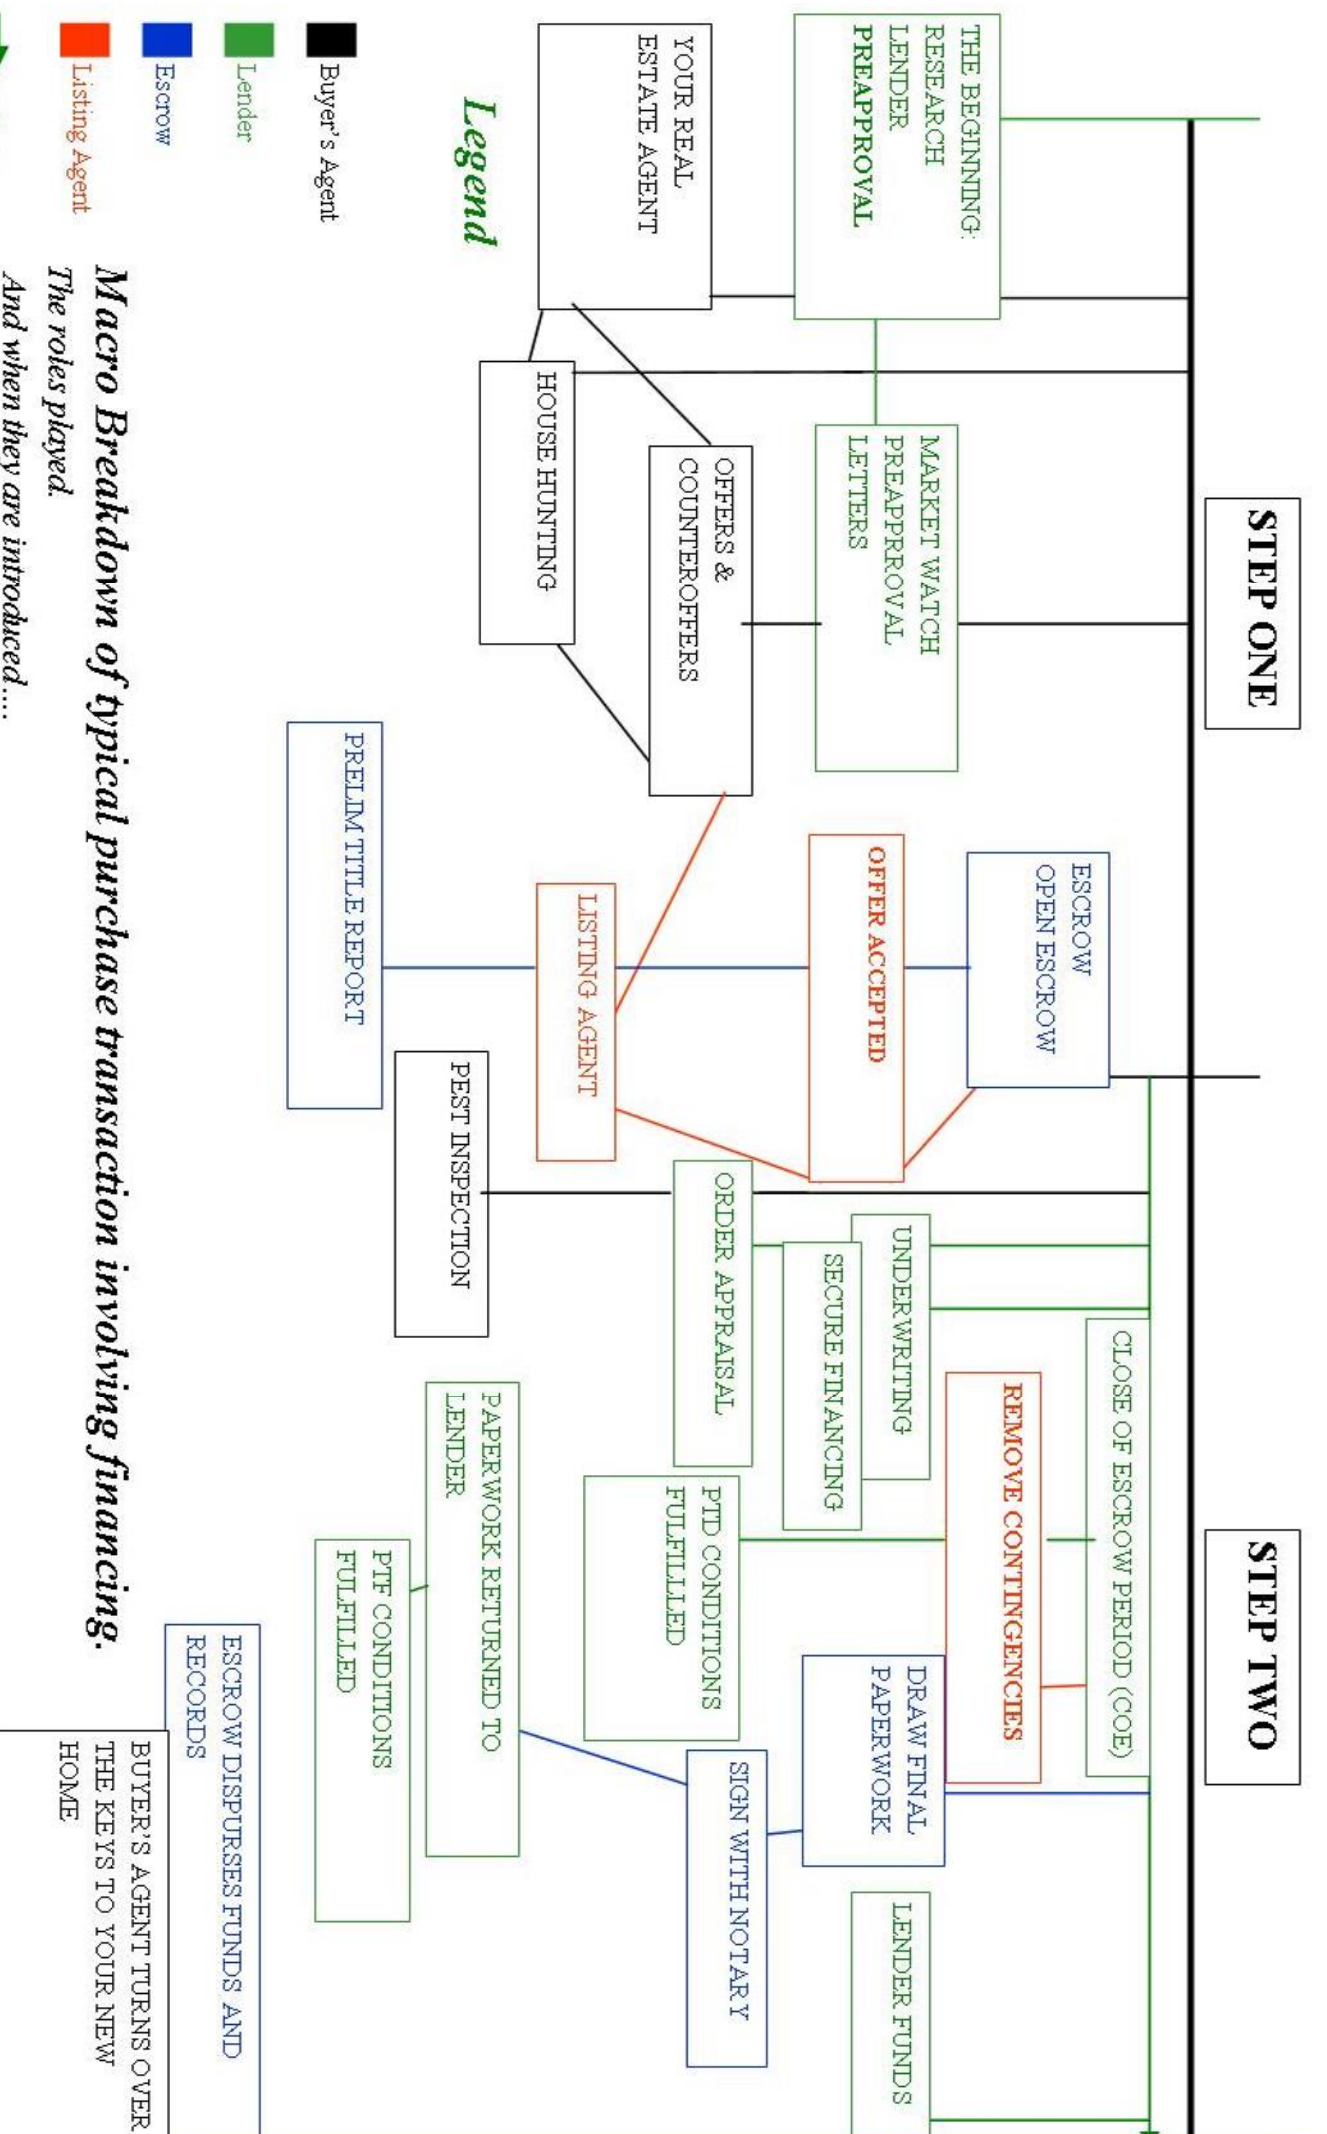 STEP ONE
STEP TWO
THE BEGINNING:
RESEARCH
LENDER
PREAPPROVAL
MARKET WATCH
PREAPPRROVAL
LETTERS
YOUR REAL
ESTATE AGENT
OFFERS &
COUNTEROFFERS
HOUSE HUNTING
ESCROW
OPEN ESCROW
OFFER ACCEPTED
LISTING AGENT
PRELIM TITLE REPORT
PEST INSPECTION
CLOSE OF ESCROW PERIOD (COE)
REMOVE CONTINGENCIES
UNDERWRITING
SECURE FINANCING
ORDER APPRAISAL
PTD CONDITIONS
FULFILLED
DRAW FINAL
PAPERWORK
LENDER FUNDS
SIGN WITH NOTARY
PAPERWORK RETURNED TO
LENDER
PTF CONDITIONS
FULFILLED
ESCROW DISPURSES FUNDS AND
RECORDS
BUYER'S AGENT TURNS OVER
THE KEYS TO YOUR NEW
HOME
Legend
Buyer's Agent
Lender
Escrow
Listing Agent
Macro Breakdown of typical purchase transaction involving financing.
The roles played.
And when they are introduced....